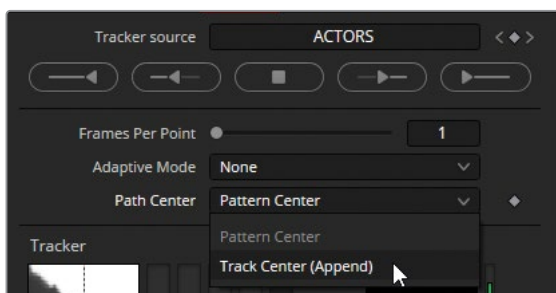 Tracker source ACTORS
Frames Per Point 1
Adaptive Mode None
Path Center Pattern Center
Pattern Center
Tracker
Track Center (Append)